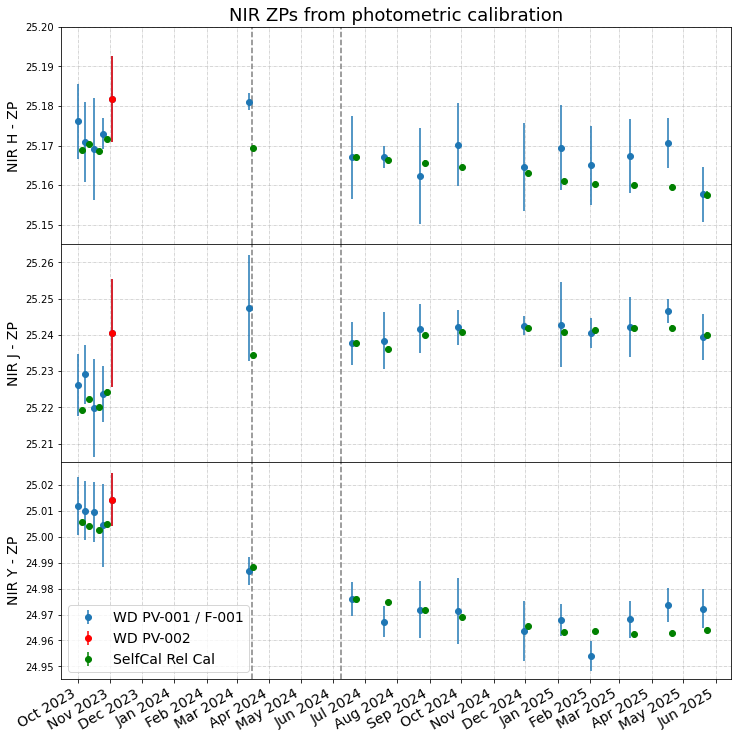 NIR ZPs from photometric calibration
25.20
25.19
25.18
25.17
25.16
25.15
NIR H - ZP
25.26
25.25
25.24
25.23
25.22
25.21
NIR J - ZP
25.02
25.01
25.00
24.99
24.98
24.97
24.96
24.95
NIR Y - ZP
WD PV-001 / F-001
WD PV-002
SelfCal Rel Cal
Oct 2023
Nov 2023
Dec 2023
Jan 2024
Feb 2024
Mar 2024
Apr 2024
May 2024
Jun 2024
Jul 2024
Aug 2024
Sep 2024
Oct 2024
Nov 2024
Dec 2024
Jan 2025
Feb 2025
Mar 2025
Apr 2025
May 2025
Jun 2025